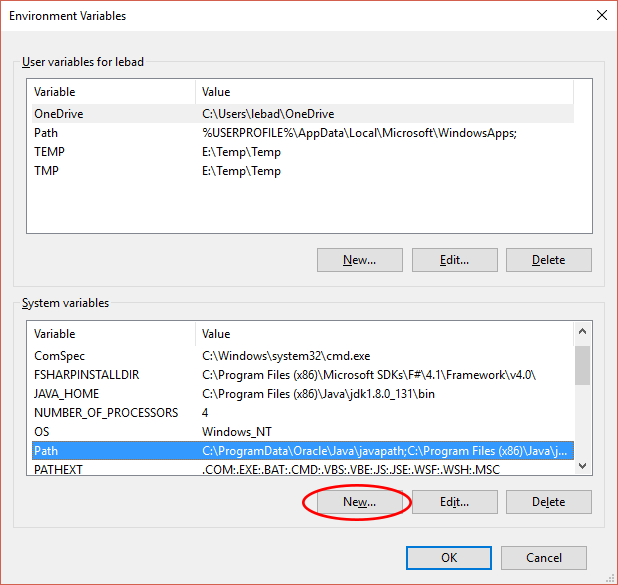 Environment Variables
User variables for lebad
Variable Value
OneDrive C:\Users\lebad\OneDrive
Path %USERPROFILE%\AppData\Local\Microsoft\WindowsApps;
TEMP E:\Temp\Temp
TMP E:\Temp\Temp
New... Edit... Delete
System variables
Variable Value
ComSpec C:\Windows\system32\cmd.exe
FSHARPINSTALLDIR C:\Program Files (x86)\Microsoft SDKs\F#\4.1\Framework\v4.0\
JAVA_HOME C:\Program Files (x86)\Java\jdk1.8.0_131\bin
NUMBER_OF_PROCESSORS 4
OS Windows_NT
Path C:\ProgramData\Oracle\Java\javapath;C:\Program Files (x86)\Java\j...
PATHEXT .COM;.EXE;.BAT;.CMD;.VBS;.VBE;.JS;.JSE;.WSF;.WSH;.MSC
New... Edit... Delete
OK Cancel